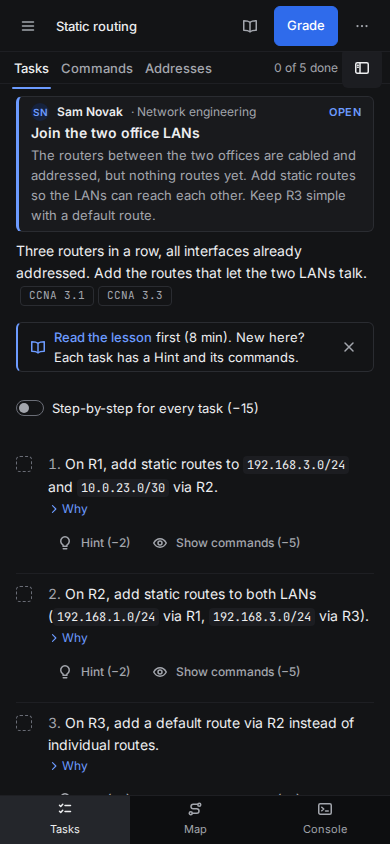 Static routing
Grade
Tasks Commands Addresses 0 of 5 done
SN Sam Novak · Network engineering OPEN
Join the two office LANs
The routers between the two offices are cabled and
addressed, but nothing routes yet. Add static routes
so the LANs can reach each other. Keep R3 simple
with a default route.
Three routers in a row, all interfaces already
addressed. Add the routes that let the two LANs talk.
CCNA 3.1 CCNA 3.3
Read the lesson first (8 min). New here?
Each task has a Hint and its commands.
Step-by-step for every task (−15)
1. On R1, add static routes to 192.168.3.0/24
and 10.0.23.0/30 via R2.
Why
Hint (−2) Show commands (−5)
2. On R2, add static routes to both LANs
(192.168.1.0/24 via R1, 192.168.3.0/24 via R3).
Why
Hint (−2) Show commands (−5)
3. On R3, add a default route via R2 instead of
individual routes.
Why
Tasks Map Console